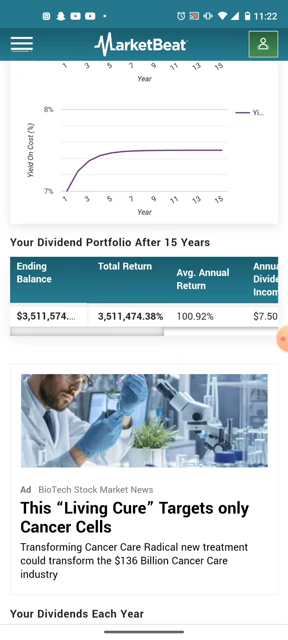 11:22
MarketBeat
1 3 5 7 9 11 13 15
Year
8%
Yi...
Yield On Cost (%)
7%
1 3 5 7 9 11 13 15
Year
Your Dividend Portfolio After 15 Years
Ending Balance Total Return Avg. Annual Return Annua Divide Incom
$3,511,574.... 3,511,474.38% 100.92% $7.50
Ad BioTech Stock Market News
This “Living Cure” Targets only
Cancer Cells
Transforming Cancer Care Radical new treatment
could transform the $136 Billion Cancer Care
industry
Your Dividends Each Year